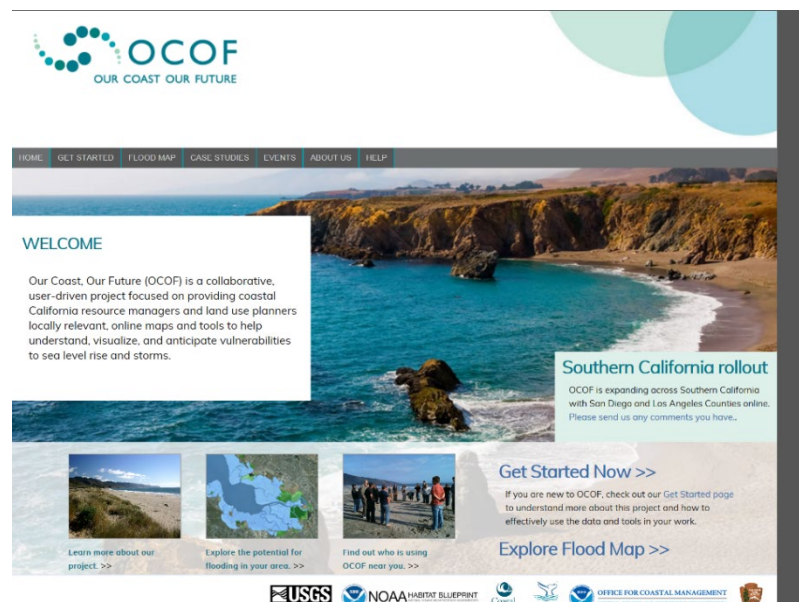 OCOF
OUR COAST OUR FUTURE
HOME GET STARTED FLOOD MAP CASE STUDIES EVENTS ABOUT US HELP
WELCOME
Our Coast, Our Future (OCOF) is a collaborative,
user-driven project focused on providing coastal
California resource managers and land use planners
locally relevant, online maps and tools to help
understand, visualize, and anticipate vulnerabilities
to sea level rise and storms.
Southern California rollout
OCOF is expanding across Southern California
with San Diego and Los Angeles Counties online.
Please send us any comments you have..
Learn more about our
project. >>
Explore the potential for
flooding in your area. >>
Find out who is using
OCOF near you. >>
Get Started Now >>
If you are new to OCOF, check out our Get Started page
to understand more about this project and how to
effectively use the data and tools in your work.
Explore Flood Map >>
USGS
NOAA HABITAT BLUEPRINT
Coastal
OFFICE FOR COASTAL MANAGEMENT